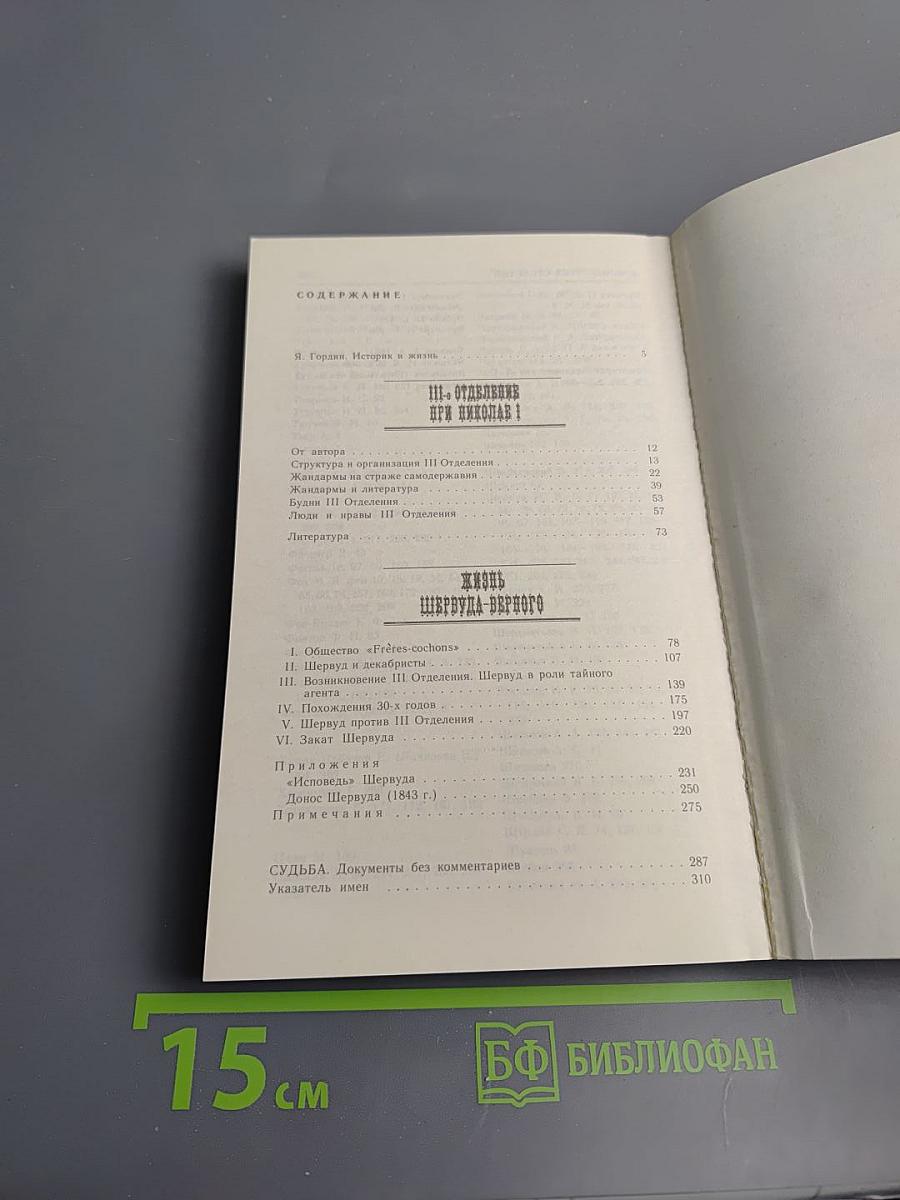 СОДЕРЖАНИЕ
Я. Гордин. Историк и жизнь . . . . . . . . . . . . . . . . . . . . 5
III-е ОТДЕЛЕНИЕ
ПРИ НИКОЛАЕ I
От автора . . . . . . . . . . . . . . . . . . . . . . . . . . . . . 12
Структура и организация III Отделения . . . . . . . . . . . . . . . 13
Жандармы на страже самодержавия . . . . . . . . . . . . . . . . . 22
Жандармы и литература . . . . . . . . . . . . . . . . . . . . . . 39
Будни III Отделения . . . . . . . . . . . . . . . . . . . . . . . . 53
Люди и нравы III Отделения . . . . . . . . . . . . . . . . . . . . 57
Литература . . . . . . . . . . . . . . . . . . . . . . . . . . . . 73
ЖИЗНЬ
ШЕРВУДА-ВЕРНОГО
I. Общество «Frères-cochons» . . . . . . . . . . . . . . . . . . . 78
II. Шервуд и декабристы . . . . . . . . . . . . . . . . . . . . . . 107
III. Возникновение III Отделения. Шервуд в роли тайного
агента . . . . . . . . . . . . . . . . . . . . . . . . . . . . . . 139
IV. Похождения 30-х годов . . . . . . . . . . . . . . . . . . . . . 175
V. Шервуд против III Отделения . . . . . . . . . . . . . . . . . . 197
VI. Закат Шервуда . . . . . . . . . . . . . . . . . . . . . . . . . 220
Приложения
«Исповедь» Шервуда . . . . . . . . . . . . . . . . . . . . . . . . 231
Донос Шервуда (1843 г.) . . . . . . . . . . . . . . . . . . . . . . 250
Примечания . . . . . . . . . . . . . . . . . . . . . . . . . . . . 275
СУДЬБА. Документы без комментариев . . . . . . . . . . . . . . . . 287
Указатель имен . . . . . . . . . . . . . . . . . . . . . . . . . . 310
15 см
БФ БИБЛИОФАН